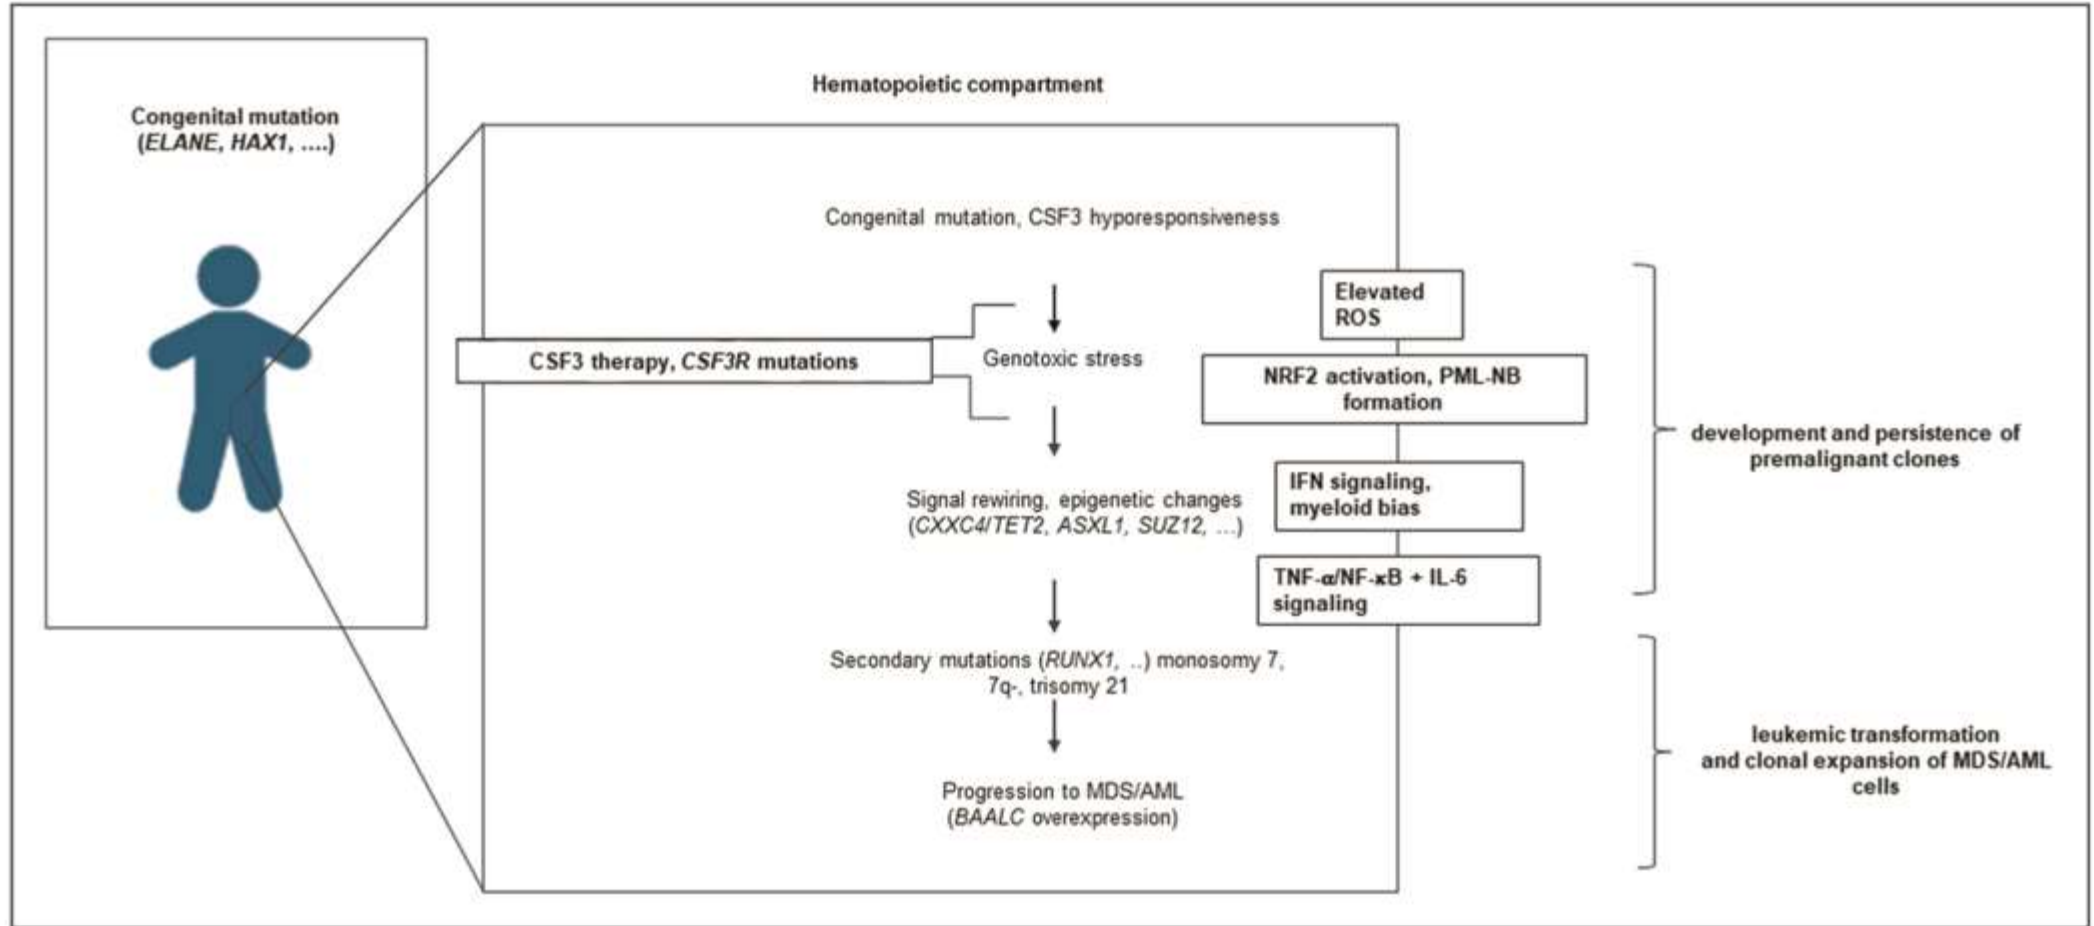 Congenital mutation
(ELANE, HAX1, ....)
Hematopoietic compartment
Congenital mutation, CSF3 hyporesponsiveness
CSF3 therapy, CSF3R mutations
Genotoxic stress
Signal rewiring, epigenetic changes
(CXXC4/TET2, ASXL1, SUZ12, ...)
Secondary mutations (RUNX1, ..) monosomy 7,
7q-, trisomy 21
Progression to MDS/AML
(BAALC overexpression)
Elevated
ROS
NRF2 activation, PML-NB
formation
IFN signaling,
myeloid bias
TNF-α/NF-κB + IL-6
signaling
development and persistence of
premalignant clones
leukemic transformation
and clonal expansion of MDS/AML
cells